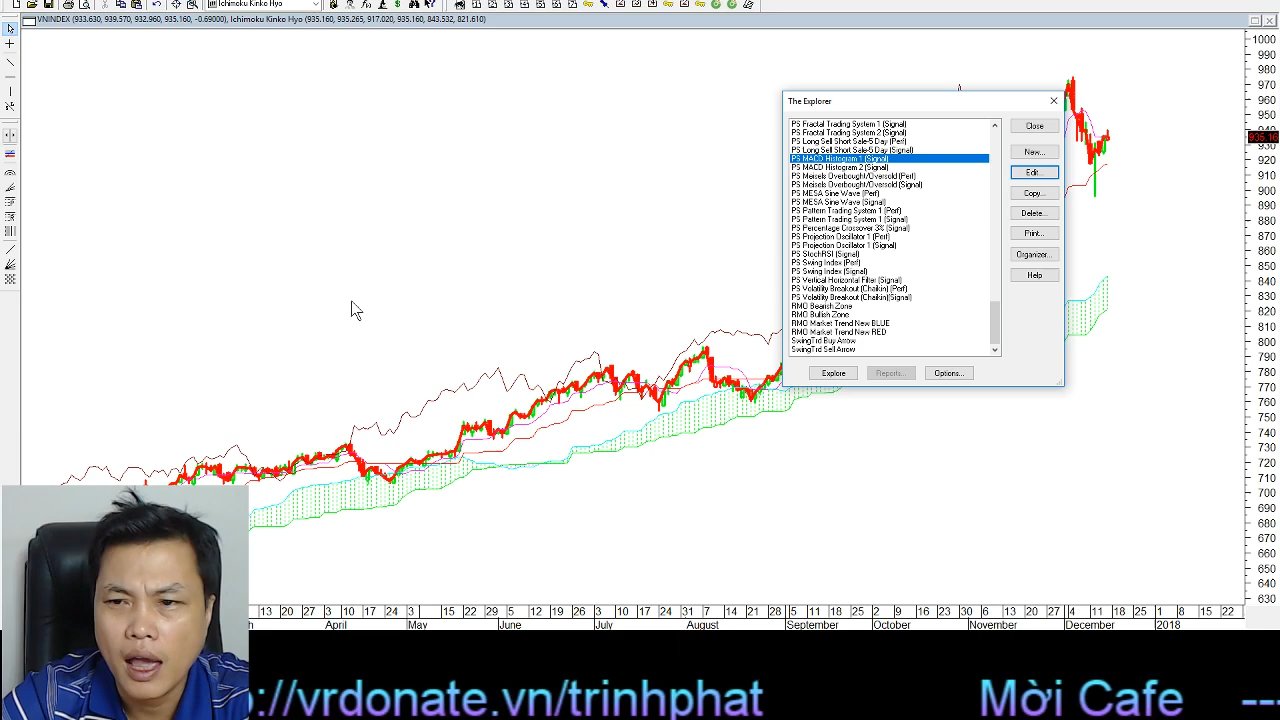 Ichimoku Kinko Hyo
VNINDEX (933.630, 939.570, 932.960, 935.160, -0.69000), Ichimoku Kinko Hyo (935.160, 935.265, 917.020, 935.160, 843.532, 821.610)
The Explorer
PS Fractal Trading System 1 (Signal)
PS Fractal Trading System 2 (Signal)
PS Long Sell Short Sale-5 Day (Perf)
PS Long Sell Short Sale-5 Day (Signal)
PS MACD Histogram 1 (Signal)
PS MACD Histogram 2 (Signal)
PS Meisels Overbought/Oversold (Perf)
PS Meisels Overbought/Oversold (Signal)
PS MESA Sine Wave (Perf)
PS MESA Sine Wave (Signal)
PS Pattern Trading System 1 (Perf)
PS Pattern Trading System 1 (Signal)
PS Percentage Crossover 3% (Signal)
PS Projection Oscillator 1 (Perf)
PS Projection Oscillator 1 (Signal)
PS StochRSI (Signal)
PS Swing Index (Perf)
PS Swing Index (Signal)
PS Vertical Horizontal Filter (Signal)
PS Volatility Breakout (Chaikin) (Perf)
PS Volatility Breakout (Chaikin)(Signal)
RMO Bearish Zone
RMO Bullish Zone
RMO Market Trend New BLUE
RMO Market Trend New RED
SwingTrd Buy Arrow
SwingTrd Sell Arrow
Close
New...
Edit...
Copy...
Delete...
Print...
Organizer...
Help
Explore
Reports...
Options...
1000
990
980
970
960
950
940
935.16
930
920
910
900
890
880
870
860
850
840
830
820
810
800
790
780
770
760
750
740
730
720
710
700
690
680
670
660
650
640
630
13 20 27 3 10 17 24 3 15 22 29 5 12 19 26 3 10 17 24 31 7 14 21 28 5 11 18 25 2 9 16 23 30 6 13 20 27 4 11 18 25 1 8 15 22
April May June July August September October November December 2018
://vrdonate.vn/trinhphat Mời Cafe --